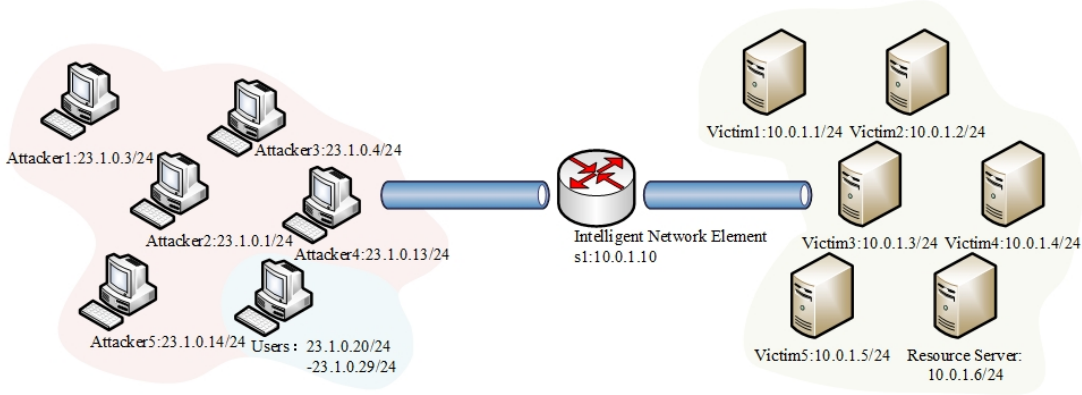 Attacker1:23.1.0.3/24
Attacker3:23.1.0.4/24
Attacker2:23.1.0.1/24
Attacker4:23.1.0.13/24
Attacker5:23.1.0.14/24
Users：23.1.0.20/24
-23.1.0.29/24
Intelligent Network Element
s1:10.0.1.10
Victim1:10.0.1.1/24
Victim2:10.0.1.2/24
Victim3:10.0.1.3/24
Victim4:10.0.1.4/24
Victim5:10.0.1.5/24
Resource Server:
10.0.1.6/24